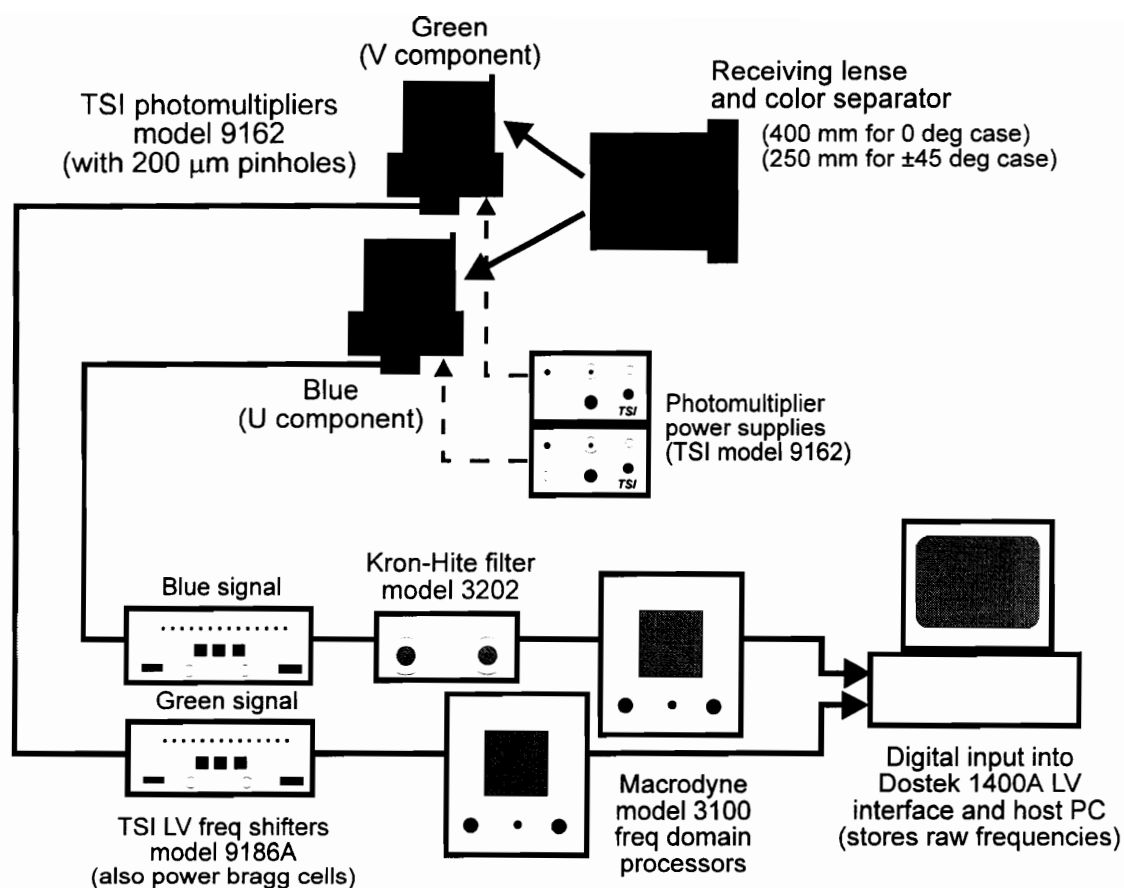 Green
(V component)
TSI photomultipliers
model 9162
(with 200 μm pinholes)
Receiving lense
and color separator
(400 mm for 0 deg case)
(250 mm for ±45 deg case)
Blue
(U component)
TSI
TSI
Photomultiplier
power supplies
(TSI model 9162)
Kron-Hite filter
model 3202
Blue signal
Green signal
TSI LV freq shifters
model 9186A
(also power bragg cells)
Macrodyne
model 3100
freq domain
processors
Digital input into
Dostek 1400A LV
interface and host PC
(stores raw frequencies)